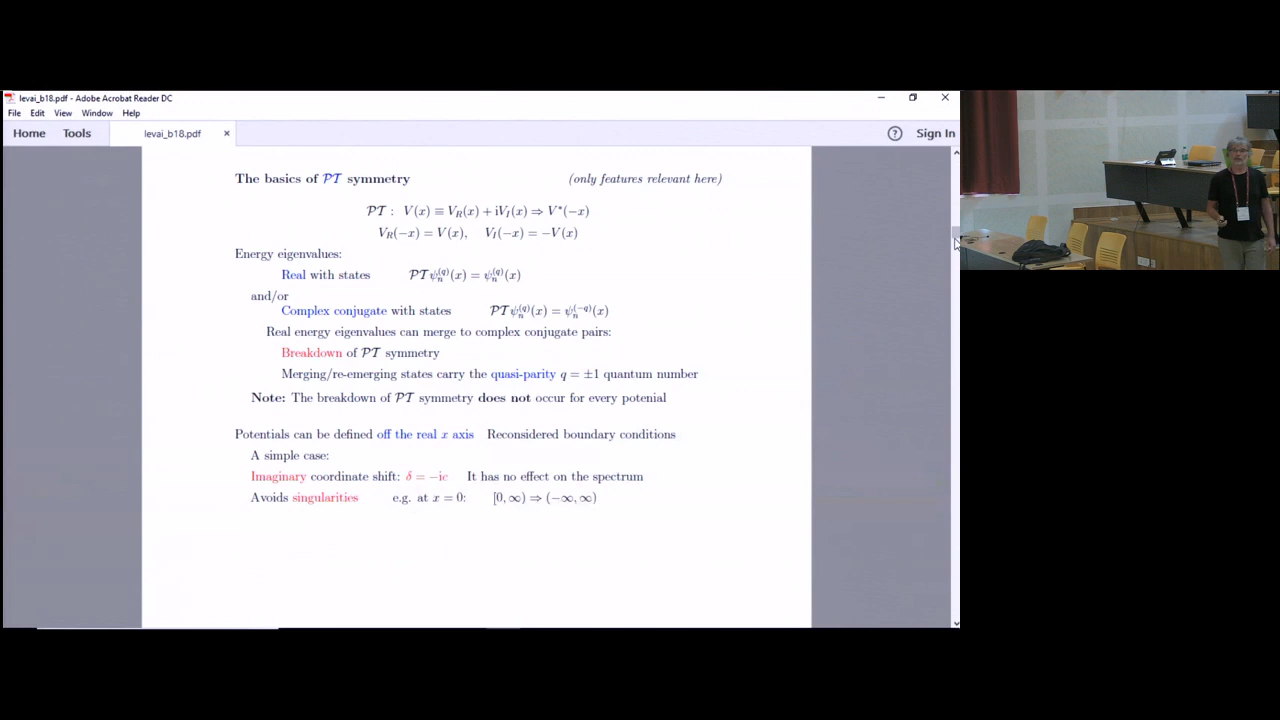 levai_b18.pdf - Adobe Acrobat Reader DC
File Edit View Window Help
Home Tools levai_b18.pdf × ? Sign In
The basics of 𝒫𝒯 symmetry (only features relevant here)
𝒫𝒯 : V(x) ≡ V_R(x) + iV_I(x) ⇒ V*(−x)
V_R(−x) = V(x), V_I(−x) = −V(x)
Energy eigenvalues:
Real with states 𝒫𝒯ψ_n^(q)(x) = ψ_n^(q)(x)
and/or
Complex conjugate with states 𝒫𝒯ψ_n^(q)(x) = ψ_n^(−q)(x)
Real energy eigenvalues can merge to complex conjugate pairs:
Breakdown of 𝒫𝒯 symmetry
Merging/re-emerging states carry the quasi-parity q = ±1 quantum number
Note: The breakdown of 𝒫𝒯 symmetry does not occur for every potenial
Potentials can be defined off the real x axis Reconsidered boundary conditions
A simple case:
Imaginary coordinate shift: δ = −ic It has no effect on the spectrum
Avoids singularities e.g. at x = 0: [0, ∞) ⇒ (−∞, ∞)